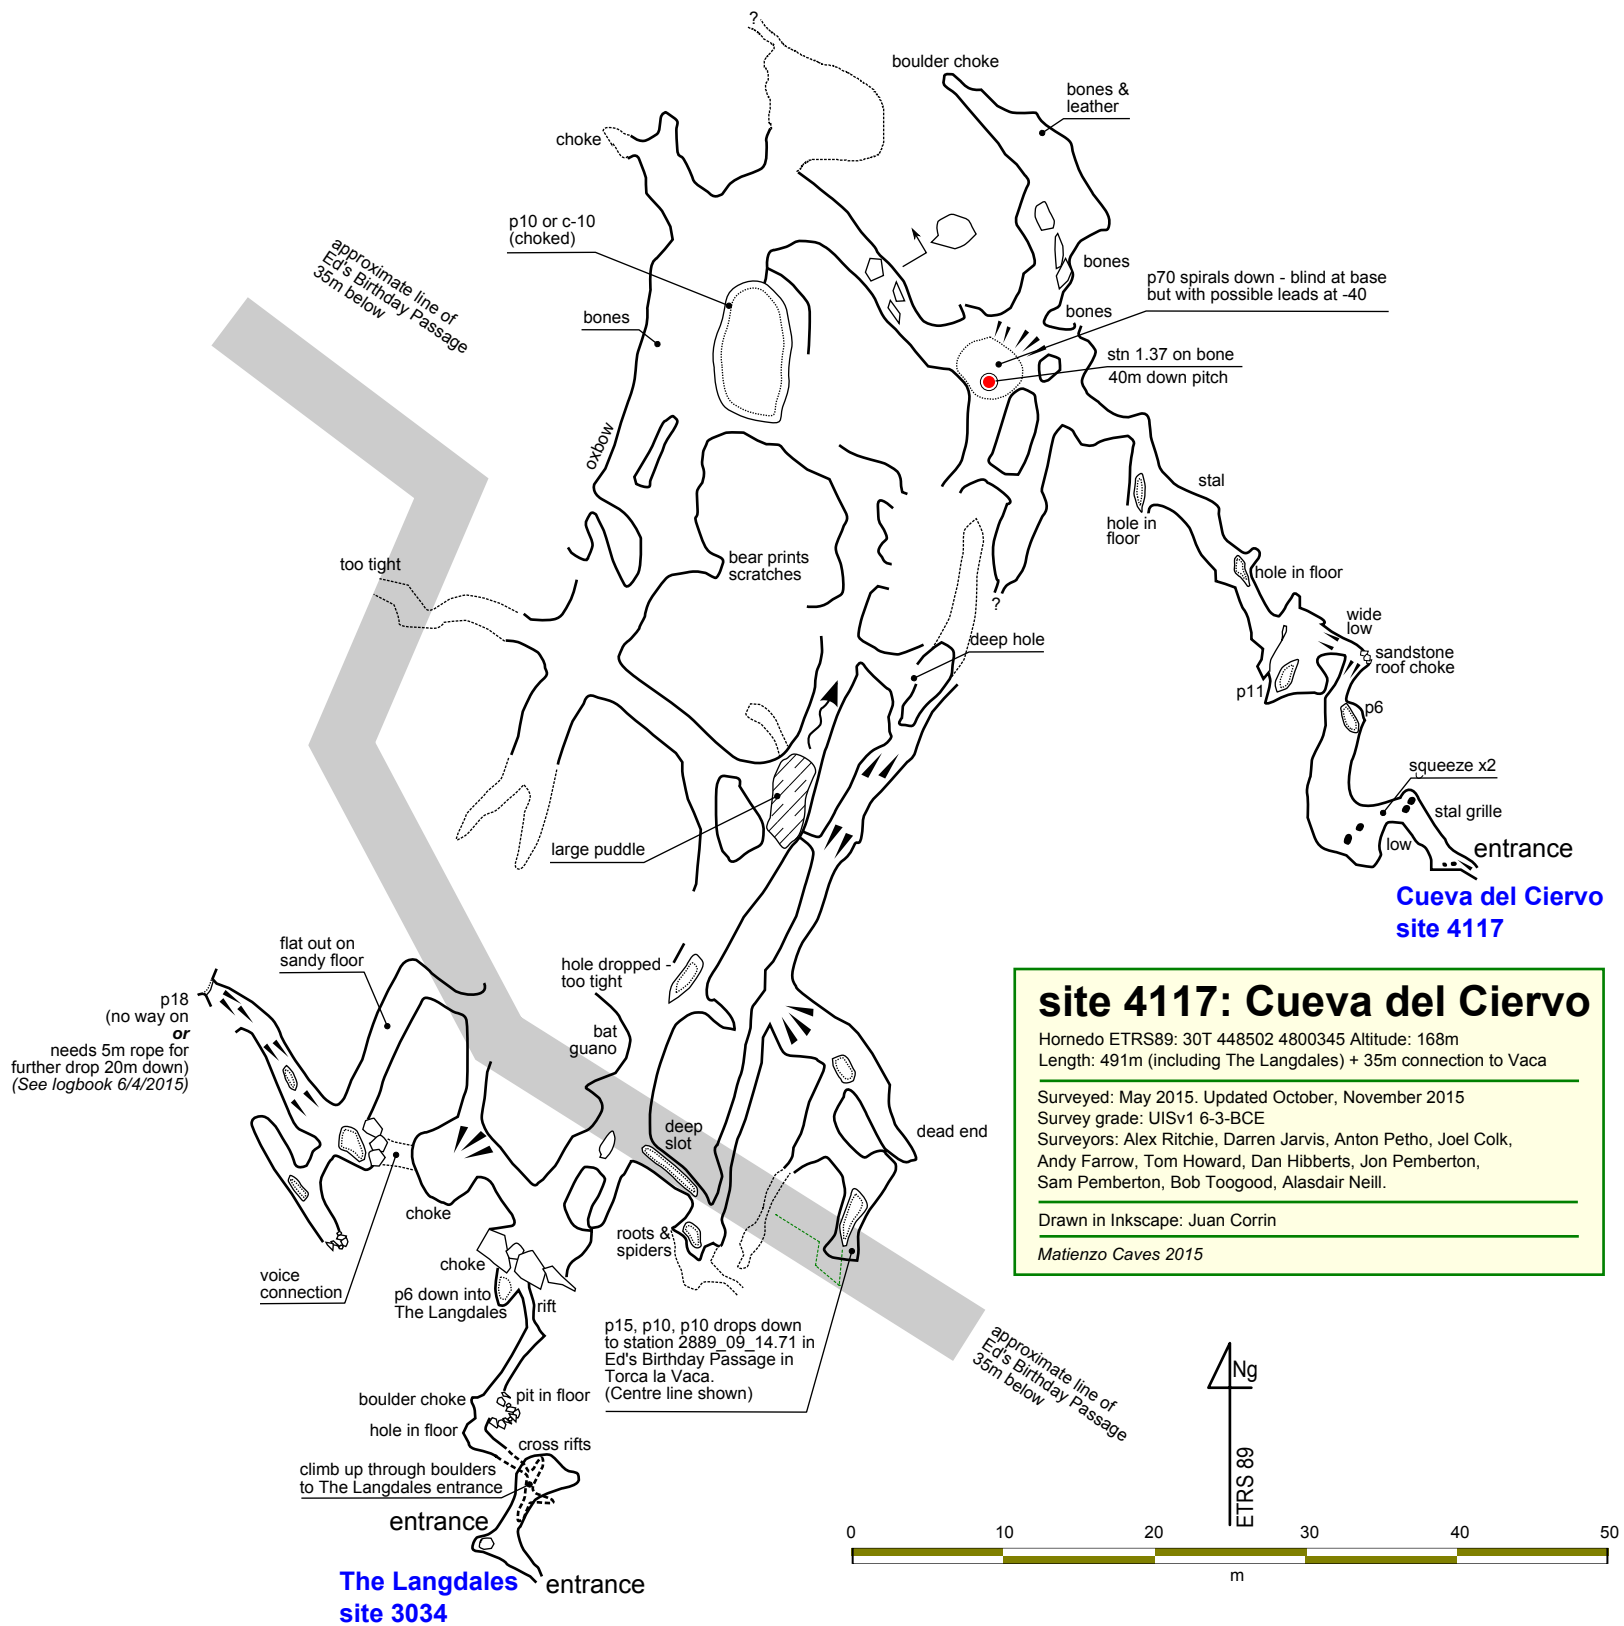 ?
boulder choke
bones &
leather
choke
p10 or c-10
(choked)
approximate line of
Ed's Birthday Passage
35m below
bones
p70 spirals down - blind at base
but with possible leads at -40
bones
bones
stn 1.37 on bone
40m down pitch
oxbow
stal
hole in
floor
too tight
bear prints
scratches
hole in floor
?
wide
low
deep hole
sandstone
roof choke
p11
p6
squeeze x2
stal grille
large puddle
low
entrance
Cueva del Ciervo
site 4117
flat out on
sandy floor
hole dropped -
too tight
p18
(no way on
or
needs 5m rope for
further drop 20m down)
(See logbook 6/4/2015)
bat
guano
deep
slot
dead end
choke
roots &
spiders
choke
voice
connection
p6 down into
The Langdales
rift
p15, p10, p10 drops down
to station 2889_09_14.71 in
Ed's Birthday Passage in
Torca la Vaca.
(Centre line shown)
approximate line of
Ed's Birthday Passage
35m below
boulder choke
pit in floor
hole in floor
cross rifts
climb up through boulders
to The Langdales entrance
entrance
entrance
The Langdales
site 3034
site 4117: Cueva del Ciervo
Hornedo ETRS89: 30T 448502 4800345 Altitude: 168m
Length: 491m (including The Langdales) + 35m connection to Vaca
Surveyed: May 2015. Updated October, November 2015
Survey grade: UISv1 6-3-BCE
Surveyors: Alex Ritchie, Darren Jarvis, Anton Petho, Joel Colk,
Andy Farrow, Tom Howard, Dan Hibberts, Jon Pemberton,
Sam Pemberton, Bob Toogood, Alasdair Neill.
Drawn in Inkscape: Juan Corrin
Matienzo Caves 2015
Ng
ETRS 89
0 10 20 30 40 50
m